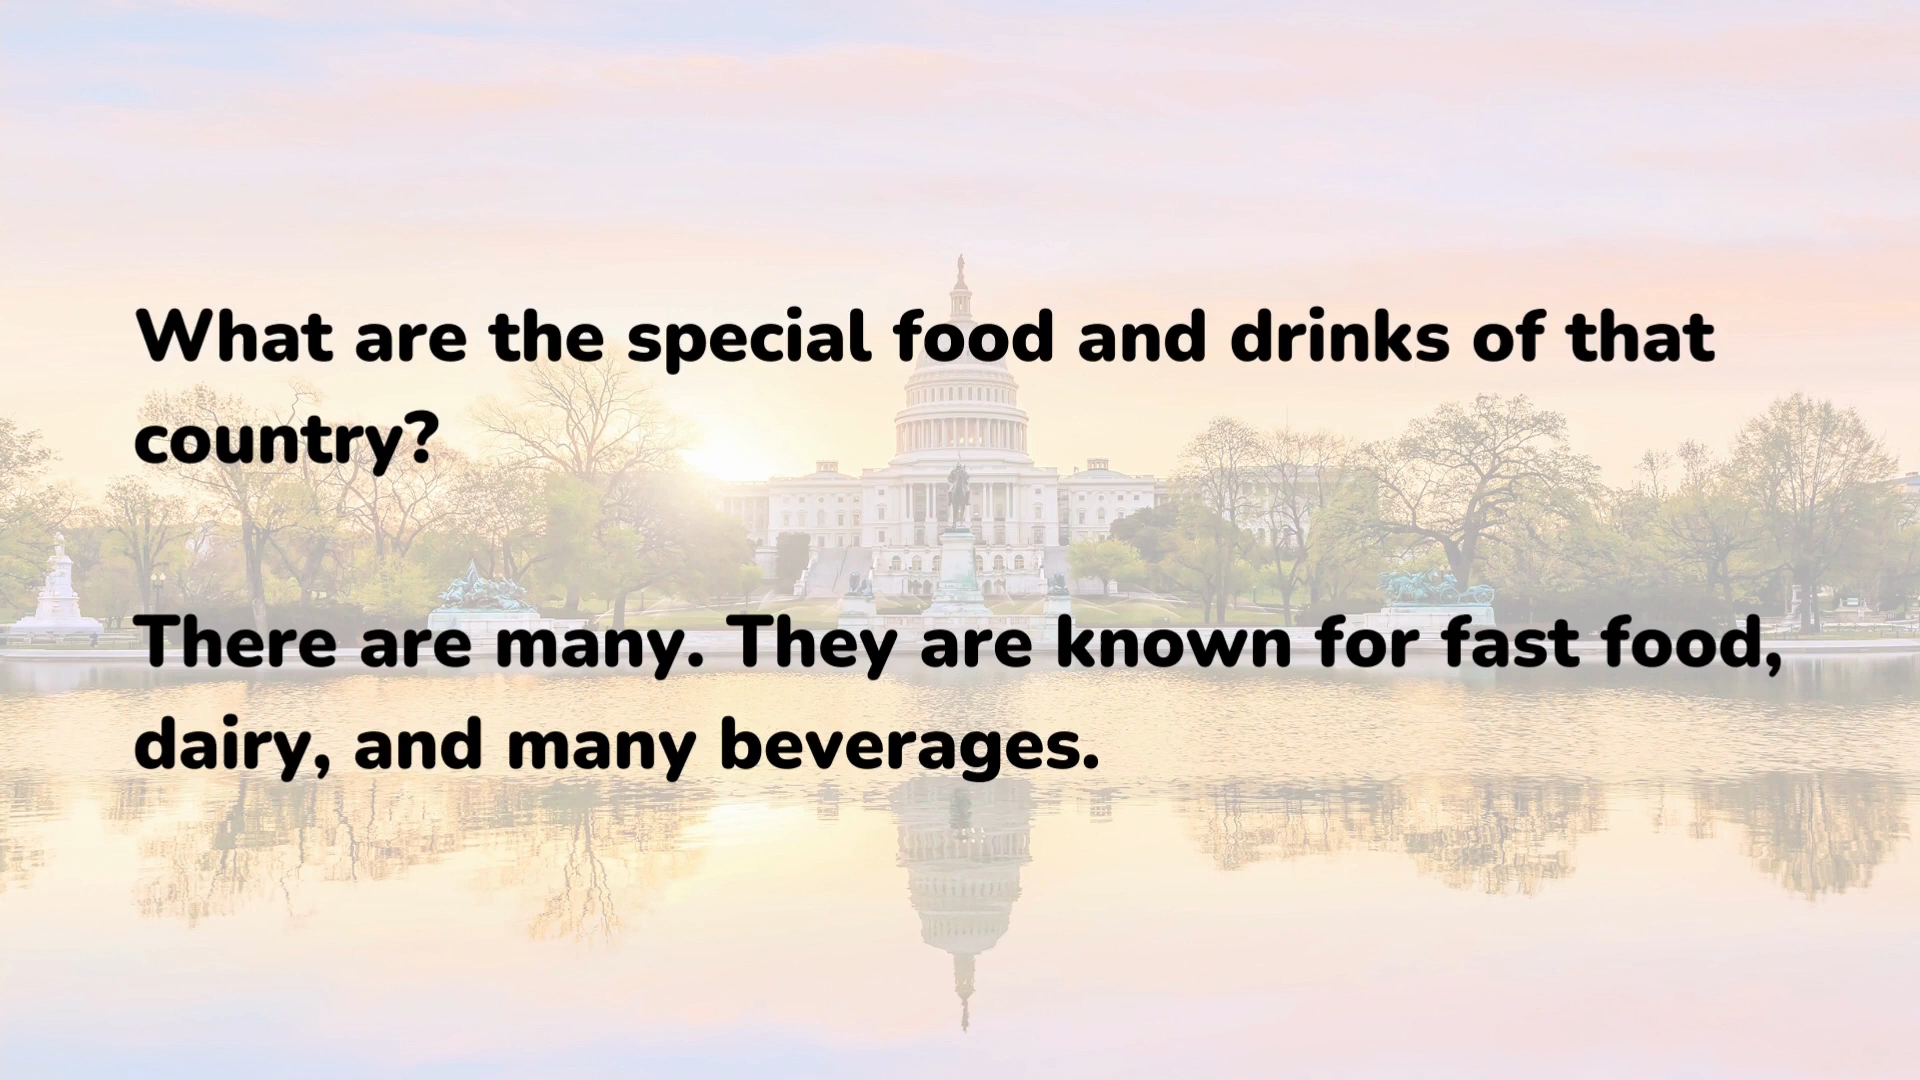 What are the special food and drinks of that
country?
There are many. They are known for fast food,
dairy, and many beverages.